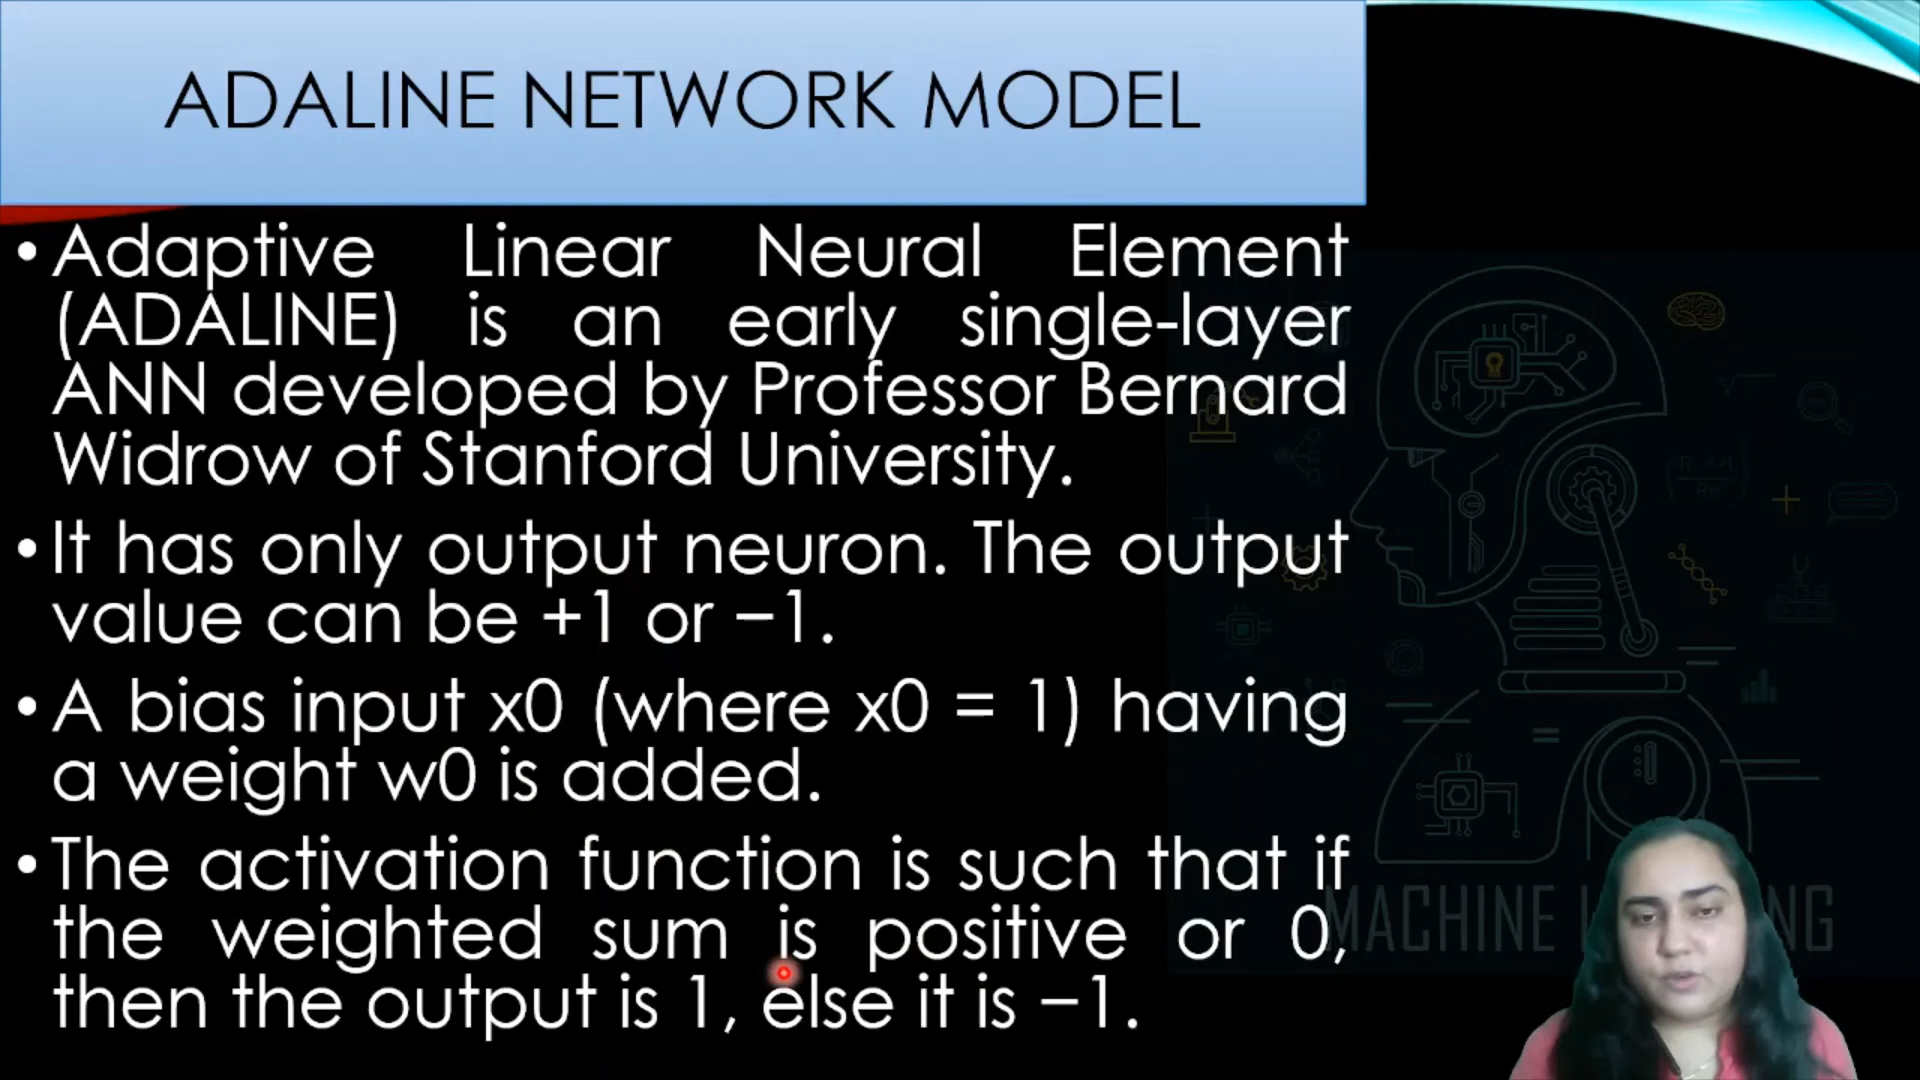 ADALINE NETWORK MODEL
• Adaptive Linear Neural Element
(ADALINE) is an early single-layer
ANN developed by Professor Bernard
Widrow of Stanford University.
• It has only output neuron. The output
value can be +1 or −1.
• A bias input x0 (where x0 = 1) having
a weight w0 is added.
• The activation function is such that if
the weighted sum is positive or 0,
then the output is 1, else it is −1.
MACHINE